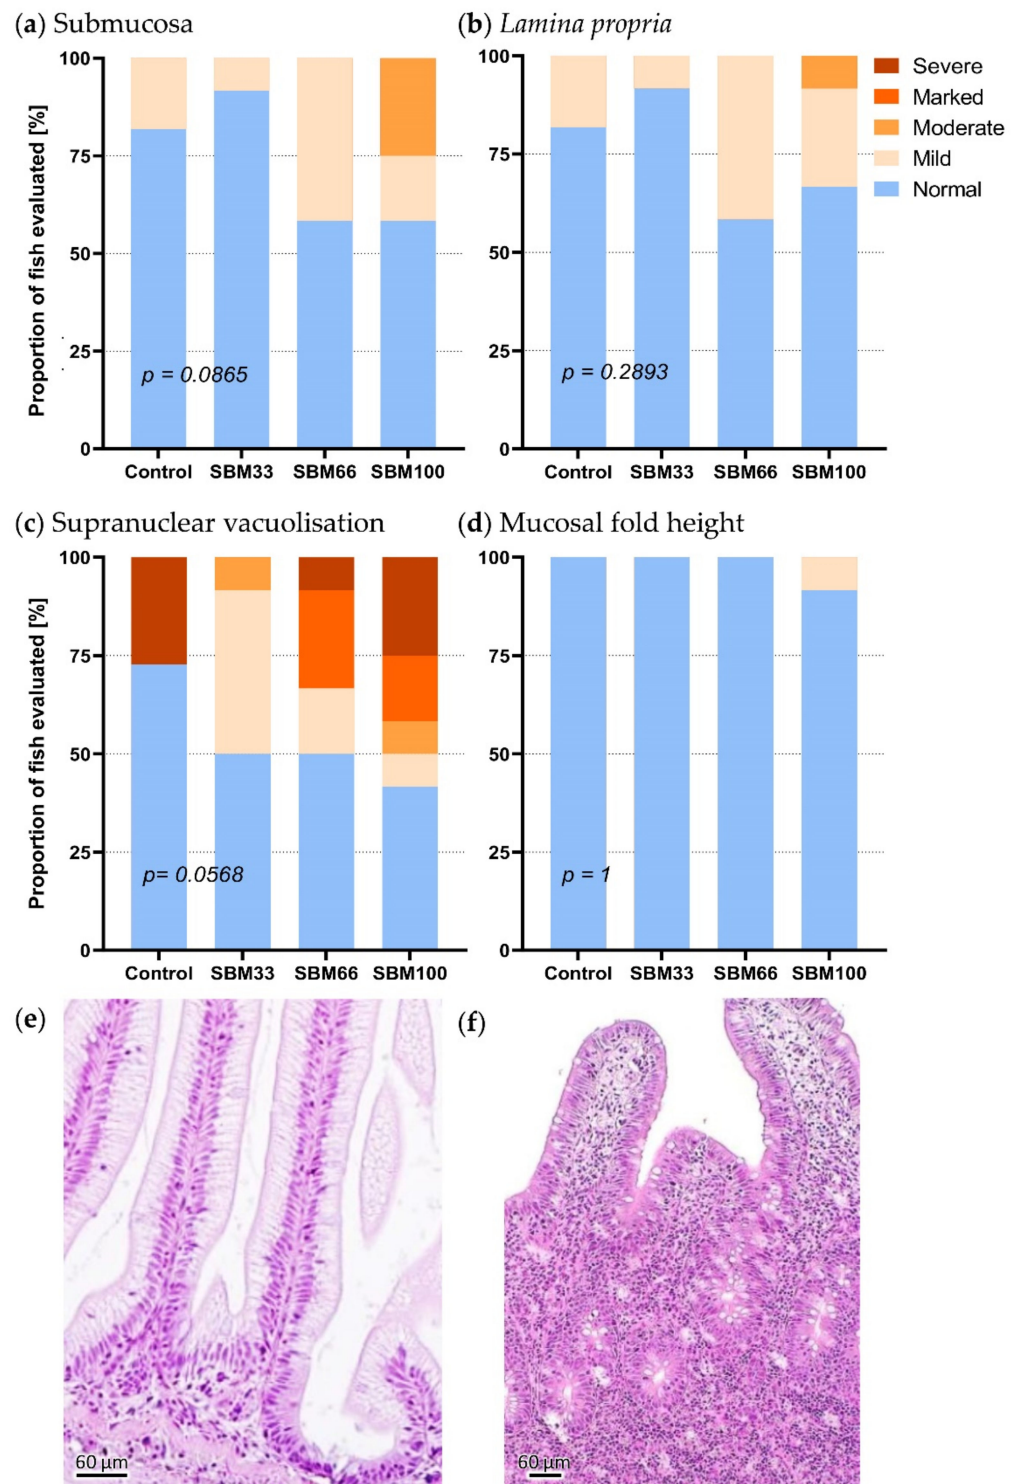 (a) Submucosa
(b) Lamina propria
Proportion of fish evaluated [%]
100
75
50
25
0
p = 0.0865
Control SBM33 SBM66 SBM100
100
75
50
25
0
p = 0.2893
Control SBM33 SBM66 SBM100
Severe
Marked
Moderate
Mild
Normal
(c) Supranuclear vacuolisation
(d) Mucosal fold height
Proportion of fish evaluated [%]
100
75
50
25
0
p= 0.0568
Control SBM33 SBM66 SBM100
100
75
50
25
0
p = 1
Control SBM33 SBM66 SBM100
(e)
(f)
60 µm
60 µm